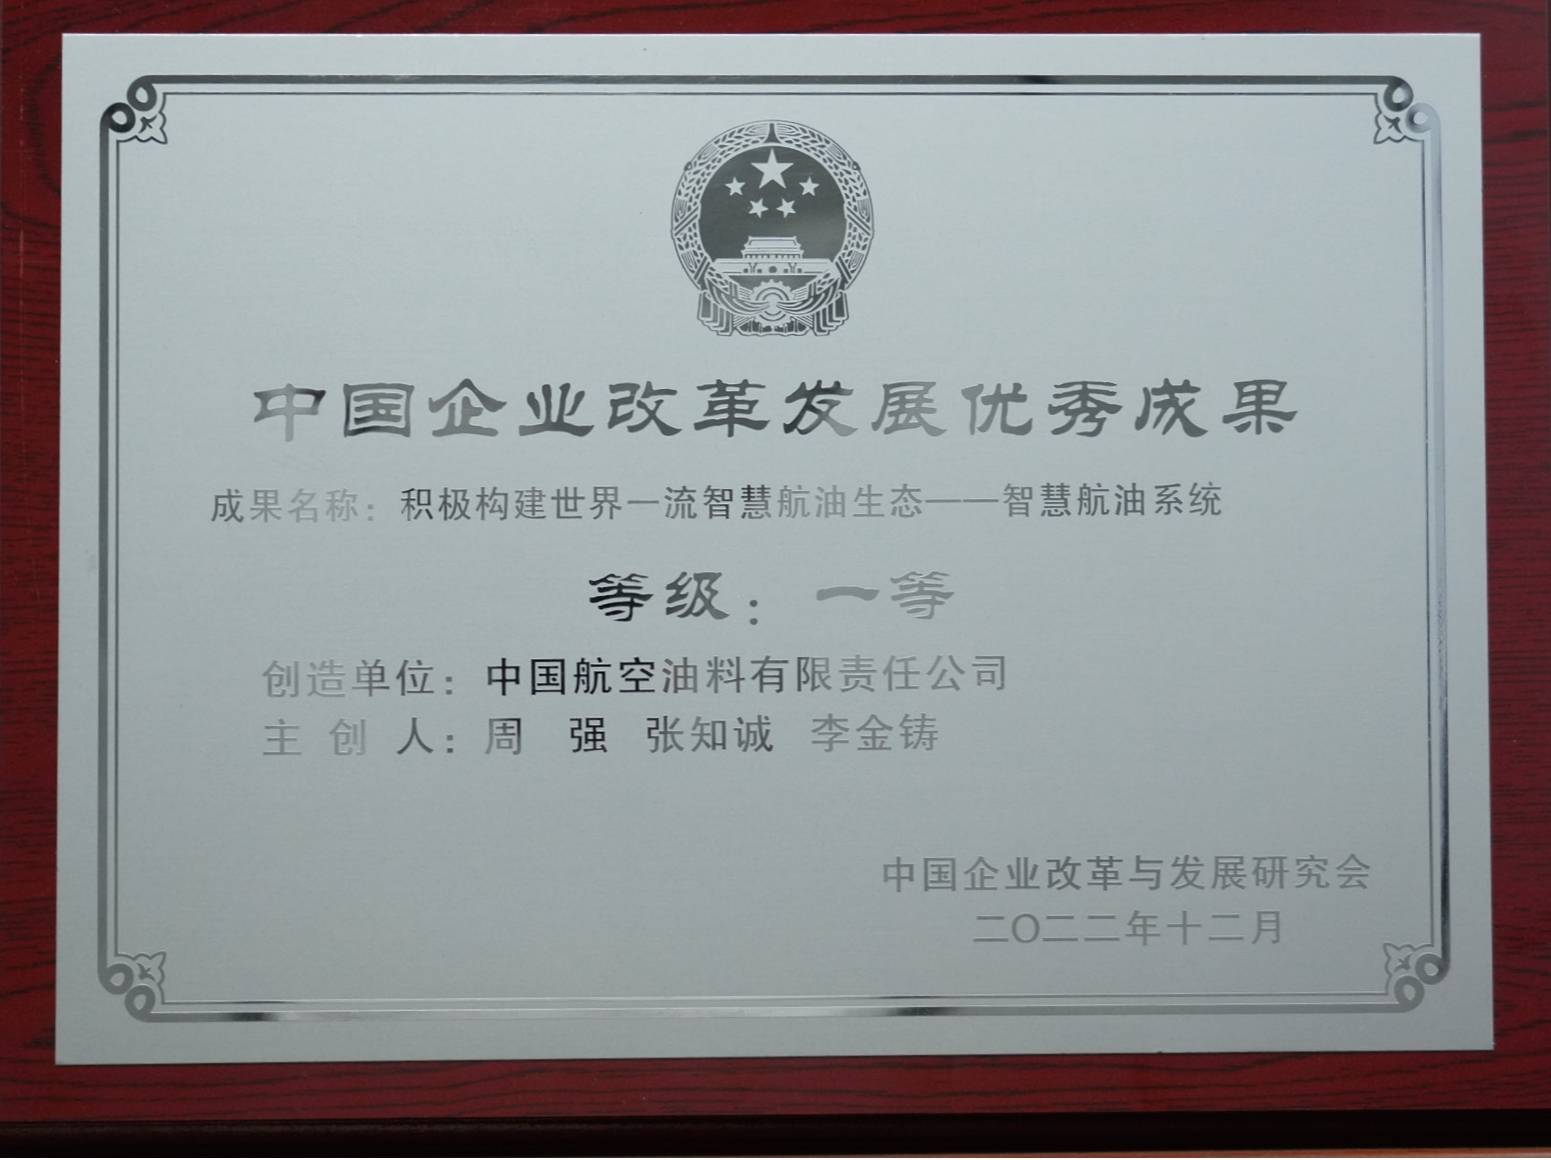 中国企业改革发展优秀成果
成果名称：积极构建世界一流智慧航油生态——智慧航油系统
等级：一等
创造单位：中国航空油料有限责任公司
主 创 人：周 强 张知诚 李金铸
中国企业改革与发展研究会
二〇二二年十二月